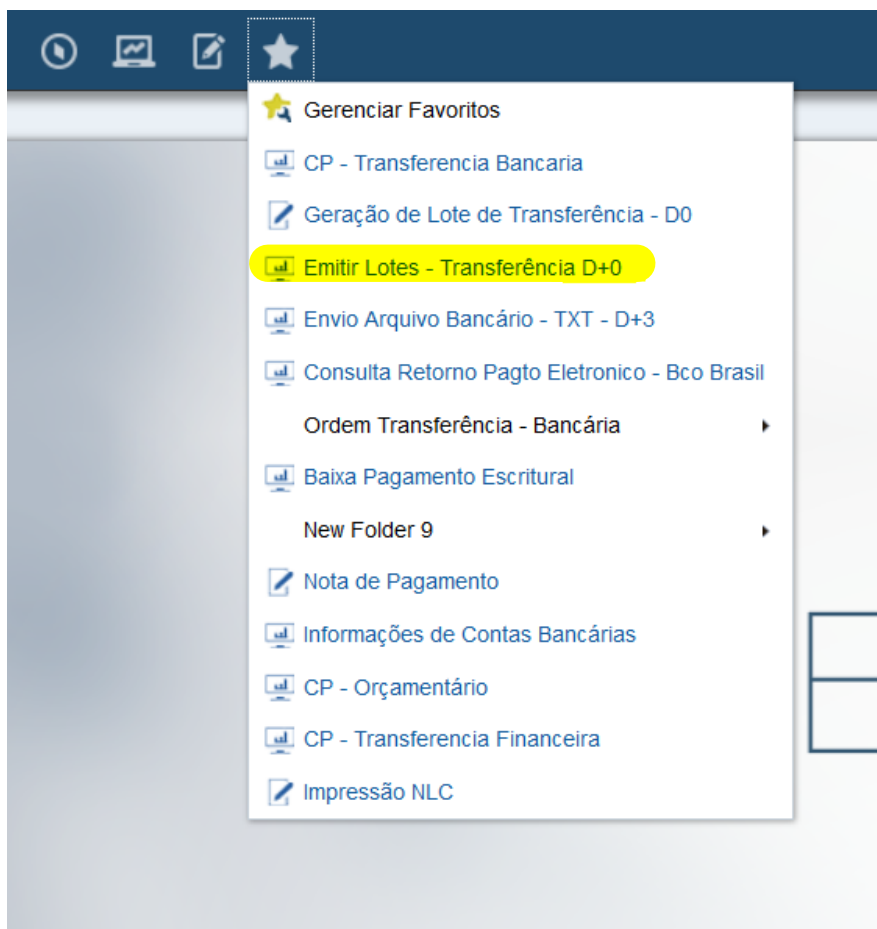 Gerenciar Favoritos
CP - Transferencia Bancaria
Geração de Lote de Transferência - D0
Emitir Lotes - Transferência D+0
Envio Arquivo Bancário - TXT - D+3
Consulta Retorno Pagto Eletronico - Bco Brasil
Ordem Transferência - Bancária
Baixa Pagamento Escritural
New Folder 9
Nota de Pagamento
Informações de Contas Bancárias
CP - Orçamentário
CP - Transferencia Financeira
Impressão NLC